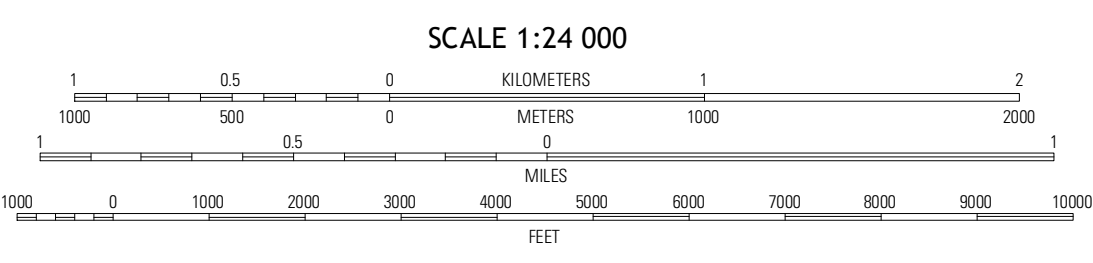 SCALE 1:24 000
1 0.5 0 KILOMETERS 1 2
1000 500 0 METERS 1000 2000
1 0.5 0 1
MILES
1000 0 1000 2000 3000 4000 5000 6000 7000 8000 9000 10000
FEET